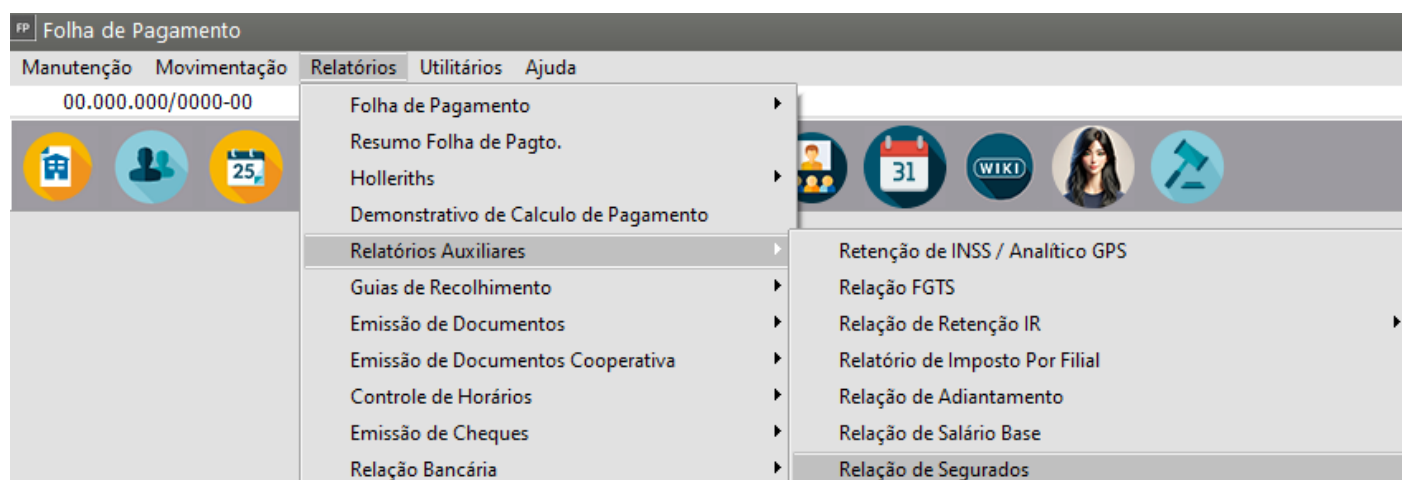 FP Folha de Pagamento
Manutenção Movimentação Relatórios Utilitários Ajuda
00.000.000/0000-00
Folha de Pagamento
Resumo Folha de Pagto.
Holleriths
Demonstrativo de Calculo de Pagamento
Relatórios Auxiliares
Guias de Recolhimento
Emissão de Documentos
Emissão de Documentos Cooperativa
Controle de Horários
Emissão de Cheques
Relação Bancária
25
31
WIKI
Retenção de INSS / Analítico GPS
Relação FGTS
Relação de Retenção IR
Relatório de Imposto Por Filial
Relação de Adiantamento
Relação de Salário Base
Relação de Segurados